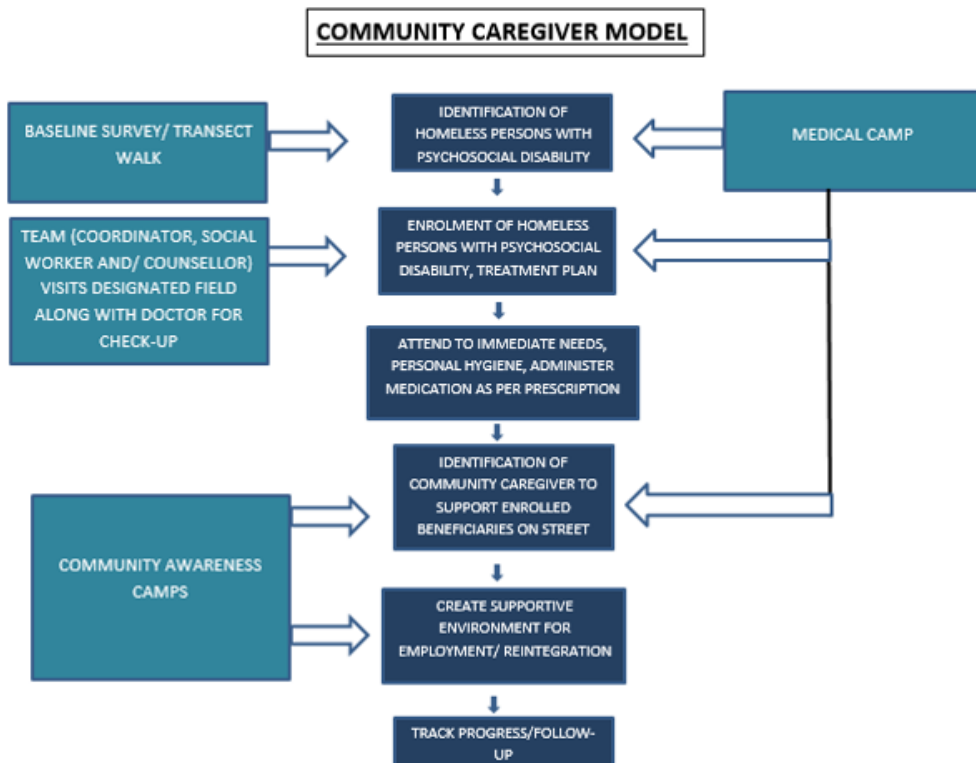 COMMUNITY CAREGIVER MODEL
BASELINE SURVEY/ TRANSECT
WALK
IDENTIFICATION OF
HOMELESS PERSONS WITH
PSYCHOSOCIAL DISABILITY
MEDICAL CAMP
TEAM (COORDINATOR, SOCIAL
WORKER AND/ COUNSELLOR)
VISITS DESIGNATED FIELD
ALONG WITH DOCTOR FOR
CHECK-UP
ENROLMENT OF HOMELESS
PERSONS WITH PSYCHOSOCIAL
DISABILITY, TREATMENT PLAN
ATTEND TO IMMEDIATE NEEDS,
PERSONAL HYGIENE, ADMINISTER
MEDICATION AS PER PRESCRIPTION
IDENTIFICATION OF
COMMUNITY CAREGIVER TO
SUPPORT ENROLLED
BENEFICIARIES ON STREET
COMMUNITY AWARENESS
CAMPS
CREATE SUPPORTIVE
ENVIRONMENT FOR
EMPLOYMENT/ REINTEGRATION
TRACK PROGRESS/FOLLOW-
UP